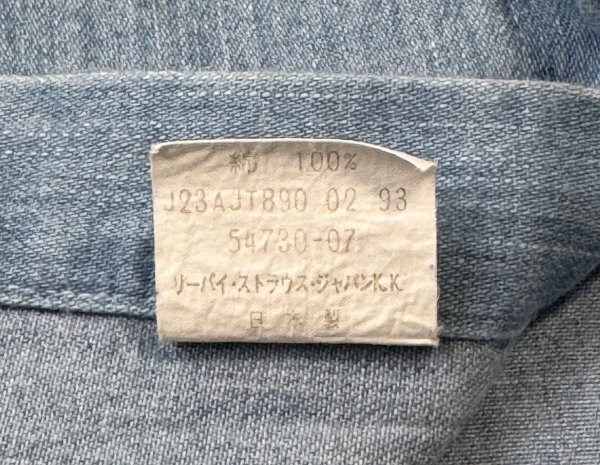 綿 100%
J23AJT890 02 93
54730-07
リーバイ・ストラウス・ジャパンK.K
日本製